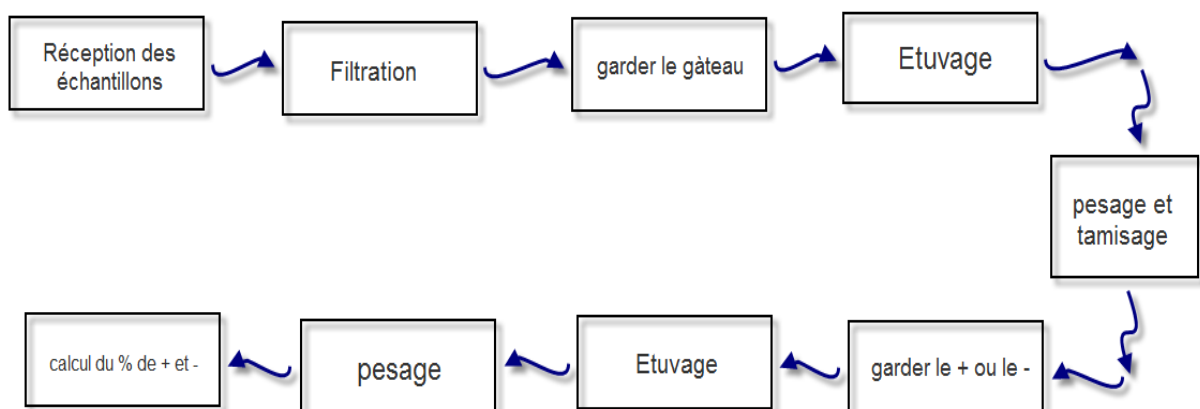 Réception des
échantillons
Filtration
garder le gàteau
Etuvage
pesage et
tamisage
garder le + ou le -
Etuvage
pesage
calcul du % de + et -